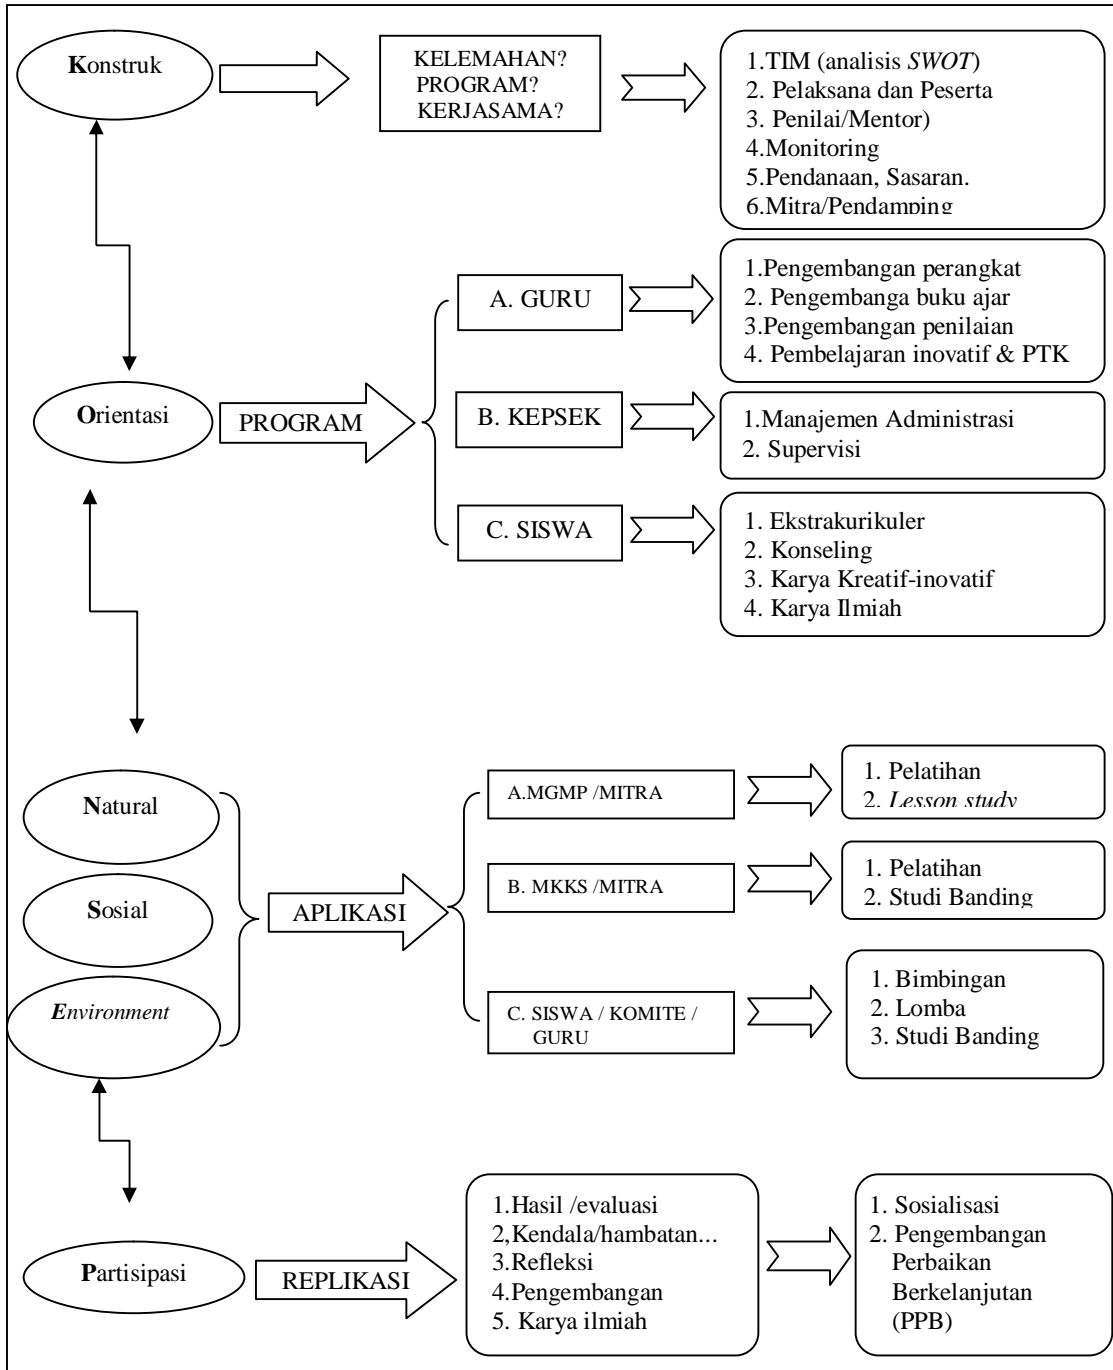 Konstruk
KELEMAHAN?
PROGRAM?
KERJASAMA?
1.TIM (analisis SWOT)
2. Pelaksana dan Peserta
3. Penilai/Mentor)
4.Monitoring
5.Pendanaan, Sasaran.
6.Mitra/Pendamping
Orientasi
PROGRAM
A. GURU
1.Pengembangan perangkat
2. Pengembanga buku ajar
3.Pengembangan penilaian
4. Pembelajaran inovatif & PTK
B. KEPSEK
1.Manajemen Administrasi
2. Supervisi
C. SISWA
1. Ekstrakurikuler
2. Konseling
3. Karya Kreatif-inovatif
4. Karya Ilmiah
Natural
Sosial
Environment
APLIKASI
A.MGMP /MITRA
1. Pelatihan
2. Lesson study
B. MKKS /MITRA
1. Pelatihan
2. Studi Banding
C. SISWA / KOMITE /
GURU
1. Bimbingan
2. Lomba
3. Studi Banding
Partisipasi
REPLIKASI
1.Hasil /evaluasi
2,Kendala/hambatan...
3.Refleksi
4.Pengembangan
5. Karya ilmiah
1. Sosialisasi
2. Pengembangan
Perbaikan
Berkelanjutan
(PPB)